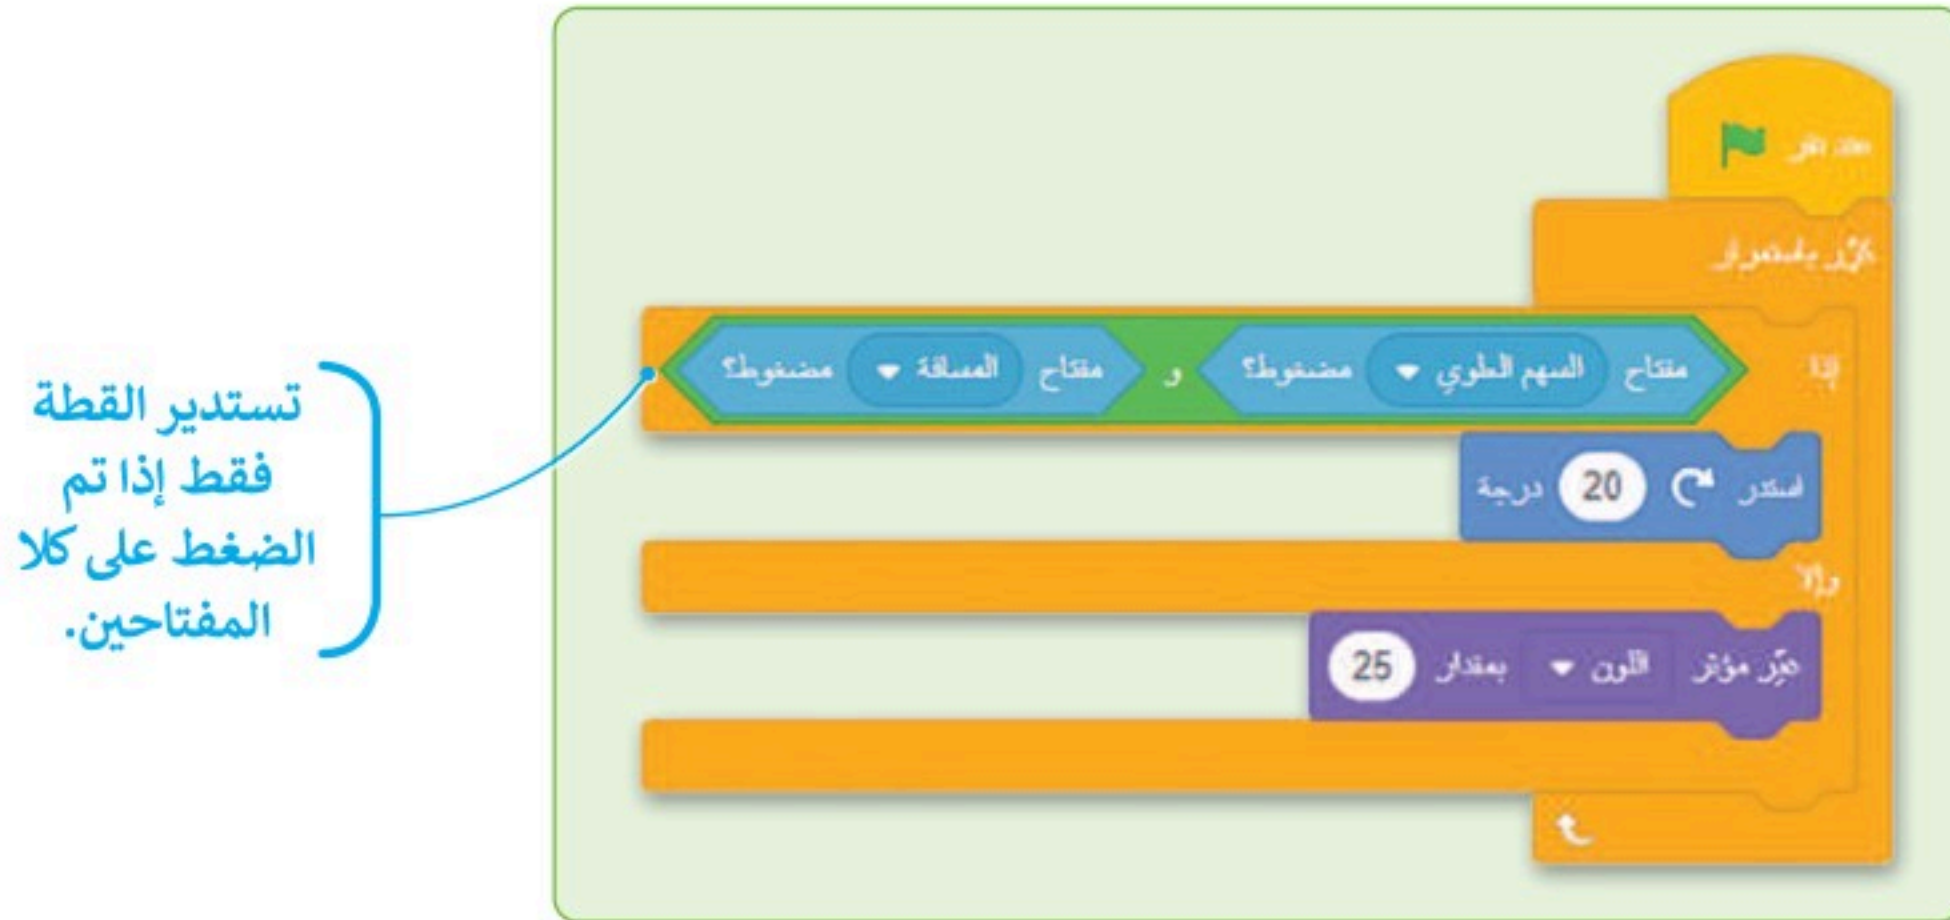 عند نقر
كرِّر باستمرار
إذا مفتاح السهم العلوي مضغوط؟ و مفتاح المسافة مضغوط؟
استدر 20 درجة
وإلا
غيِّر مؤثر اللون بمقدار 25
تستدير القطة
فقط إذا تم
الضغط على كلا
المفتاحين.